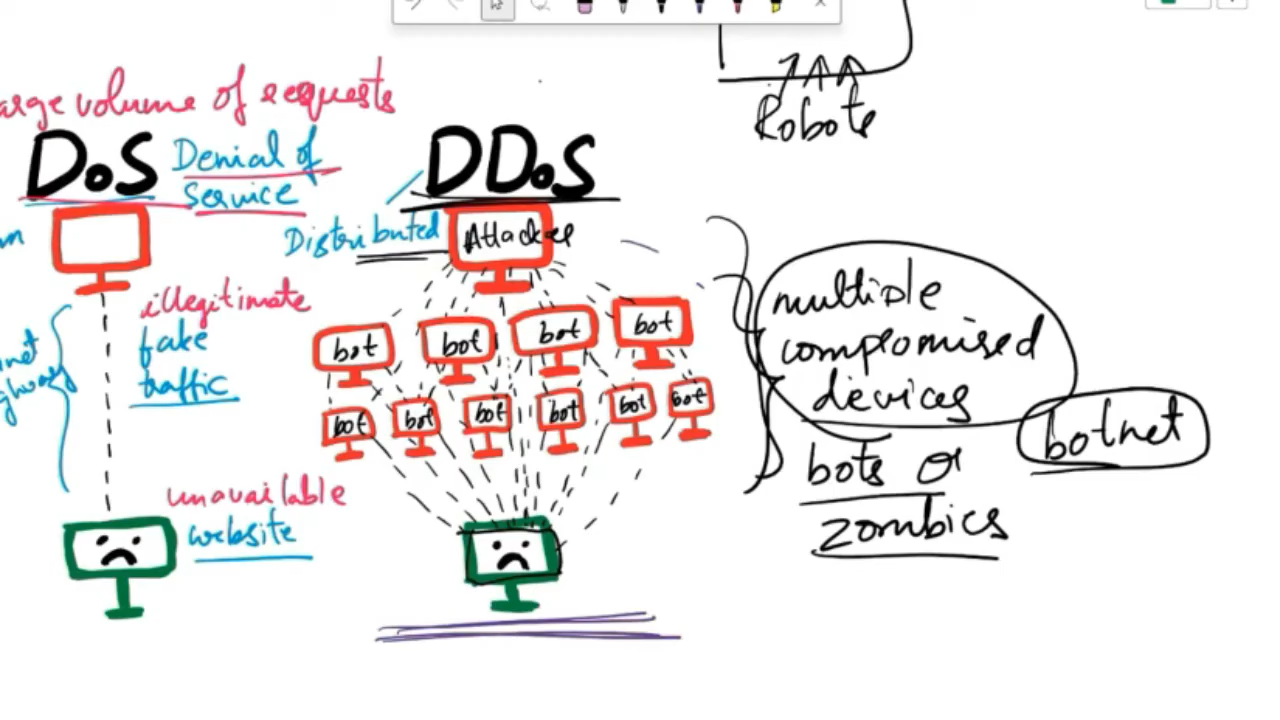 large volume of requests
DoS Denial of
Service
illegitimate
fake
traffic
unavailable
website
DDoS
Distributed
Attacker
bot bot bot bot
bot bot bot bot bot bot
Robots
multiple
compromised
devices
botnet
bots or
zombies